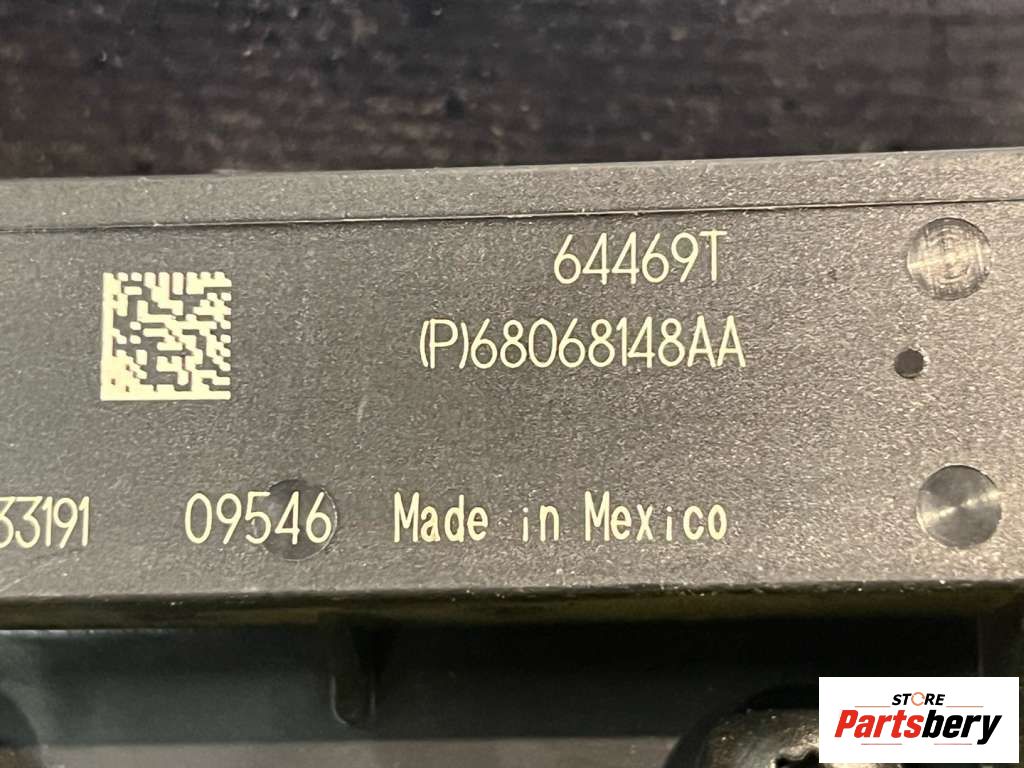 64469T
(P)68068148AA
33191 09546 Made in Mexico
STORE
Partsbery